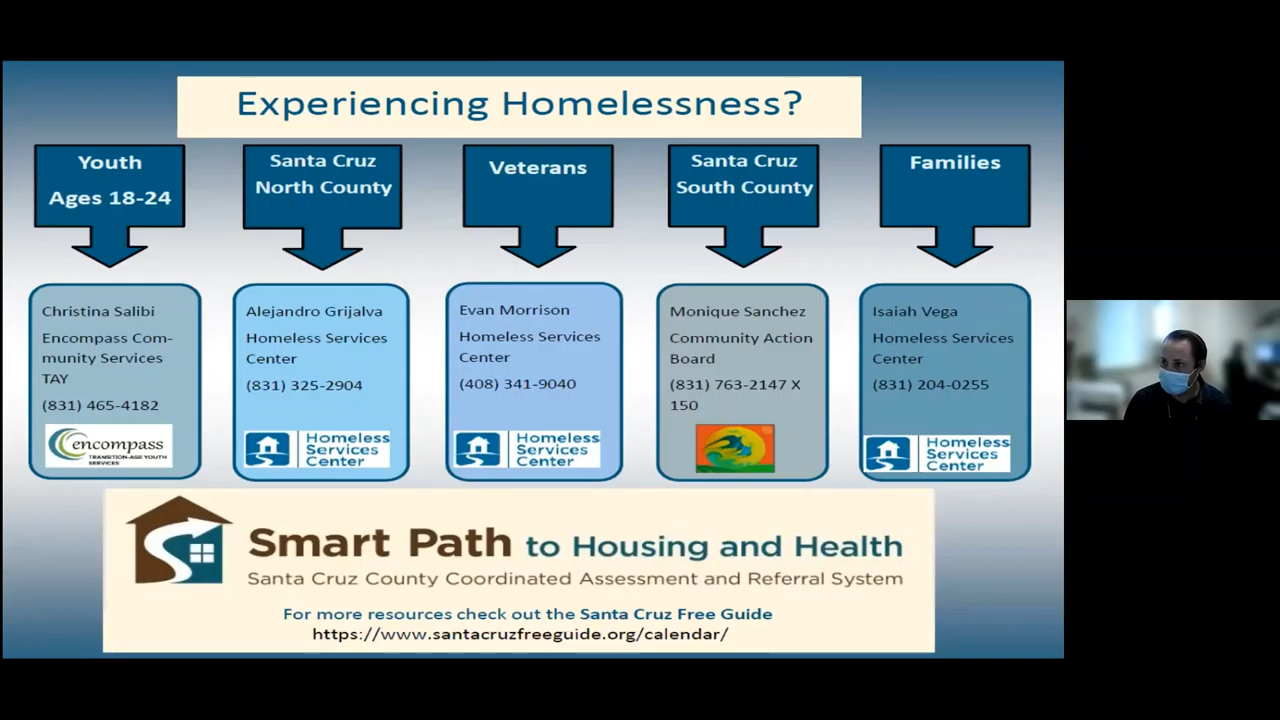 Experiencing Homelessness?
Youth
Ages 18-24
Santa Cruz
North County
Veterans
Santa Cruz
South County
Families
Christina Salibi
Encompass Com-
munity Services
TAY
(831) 465-4182
encompass
TRANSITION-AGE YOUTH
SERVICES
Alejandro Grijalva
Homeless Services
Center
(831) 325-2904
Homeless
Services
Center
Evan Morrison
Homeless Services
Center
(408) 341-9040
Homeless
Services
Center
Monique Sanchez
Community Action
Board
(831) 763-2147 X
150
Isaiah Vega
Homeless Services
Center
(831) 204-0255
Homeless
Services
Center
Smart Path to Housing and Health
Santa Cruz County Coordinated Assessment and Referral System
For more resources check out the Santa Cruz Free Guide
https://www.santacruzfreeguide.org/calendar/